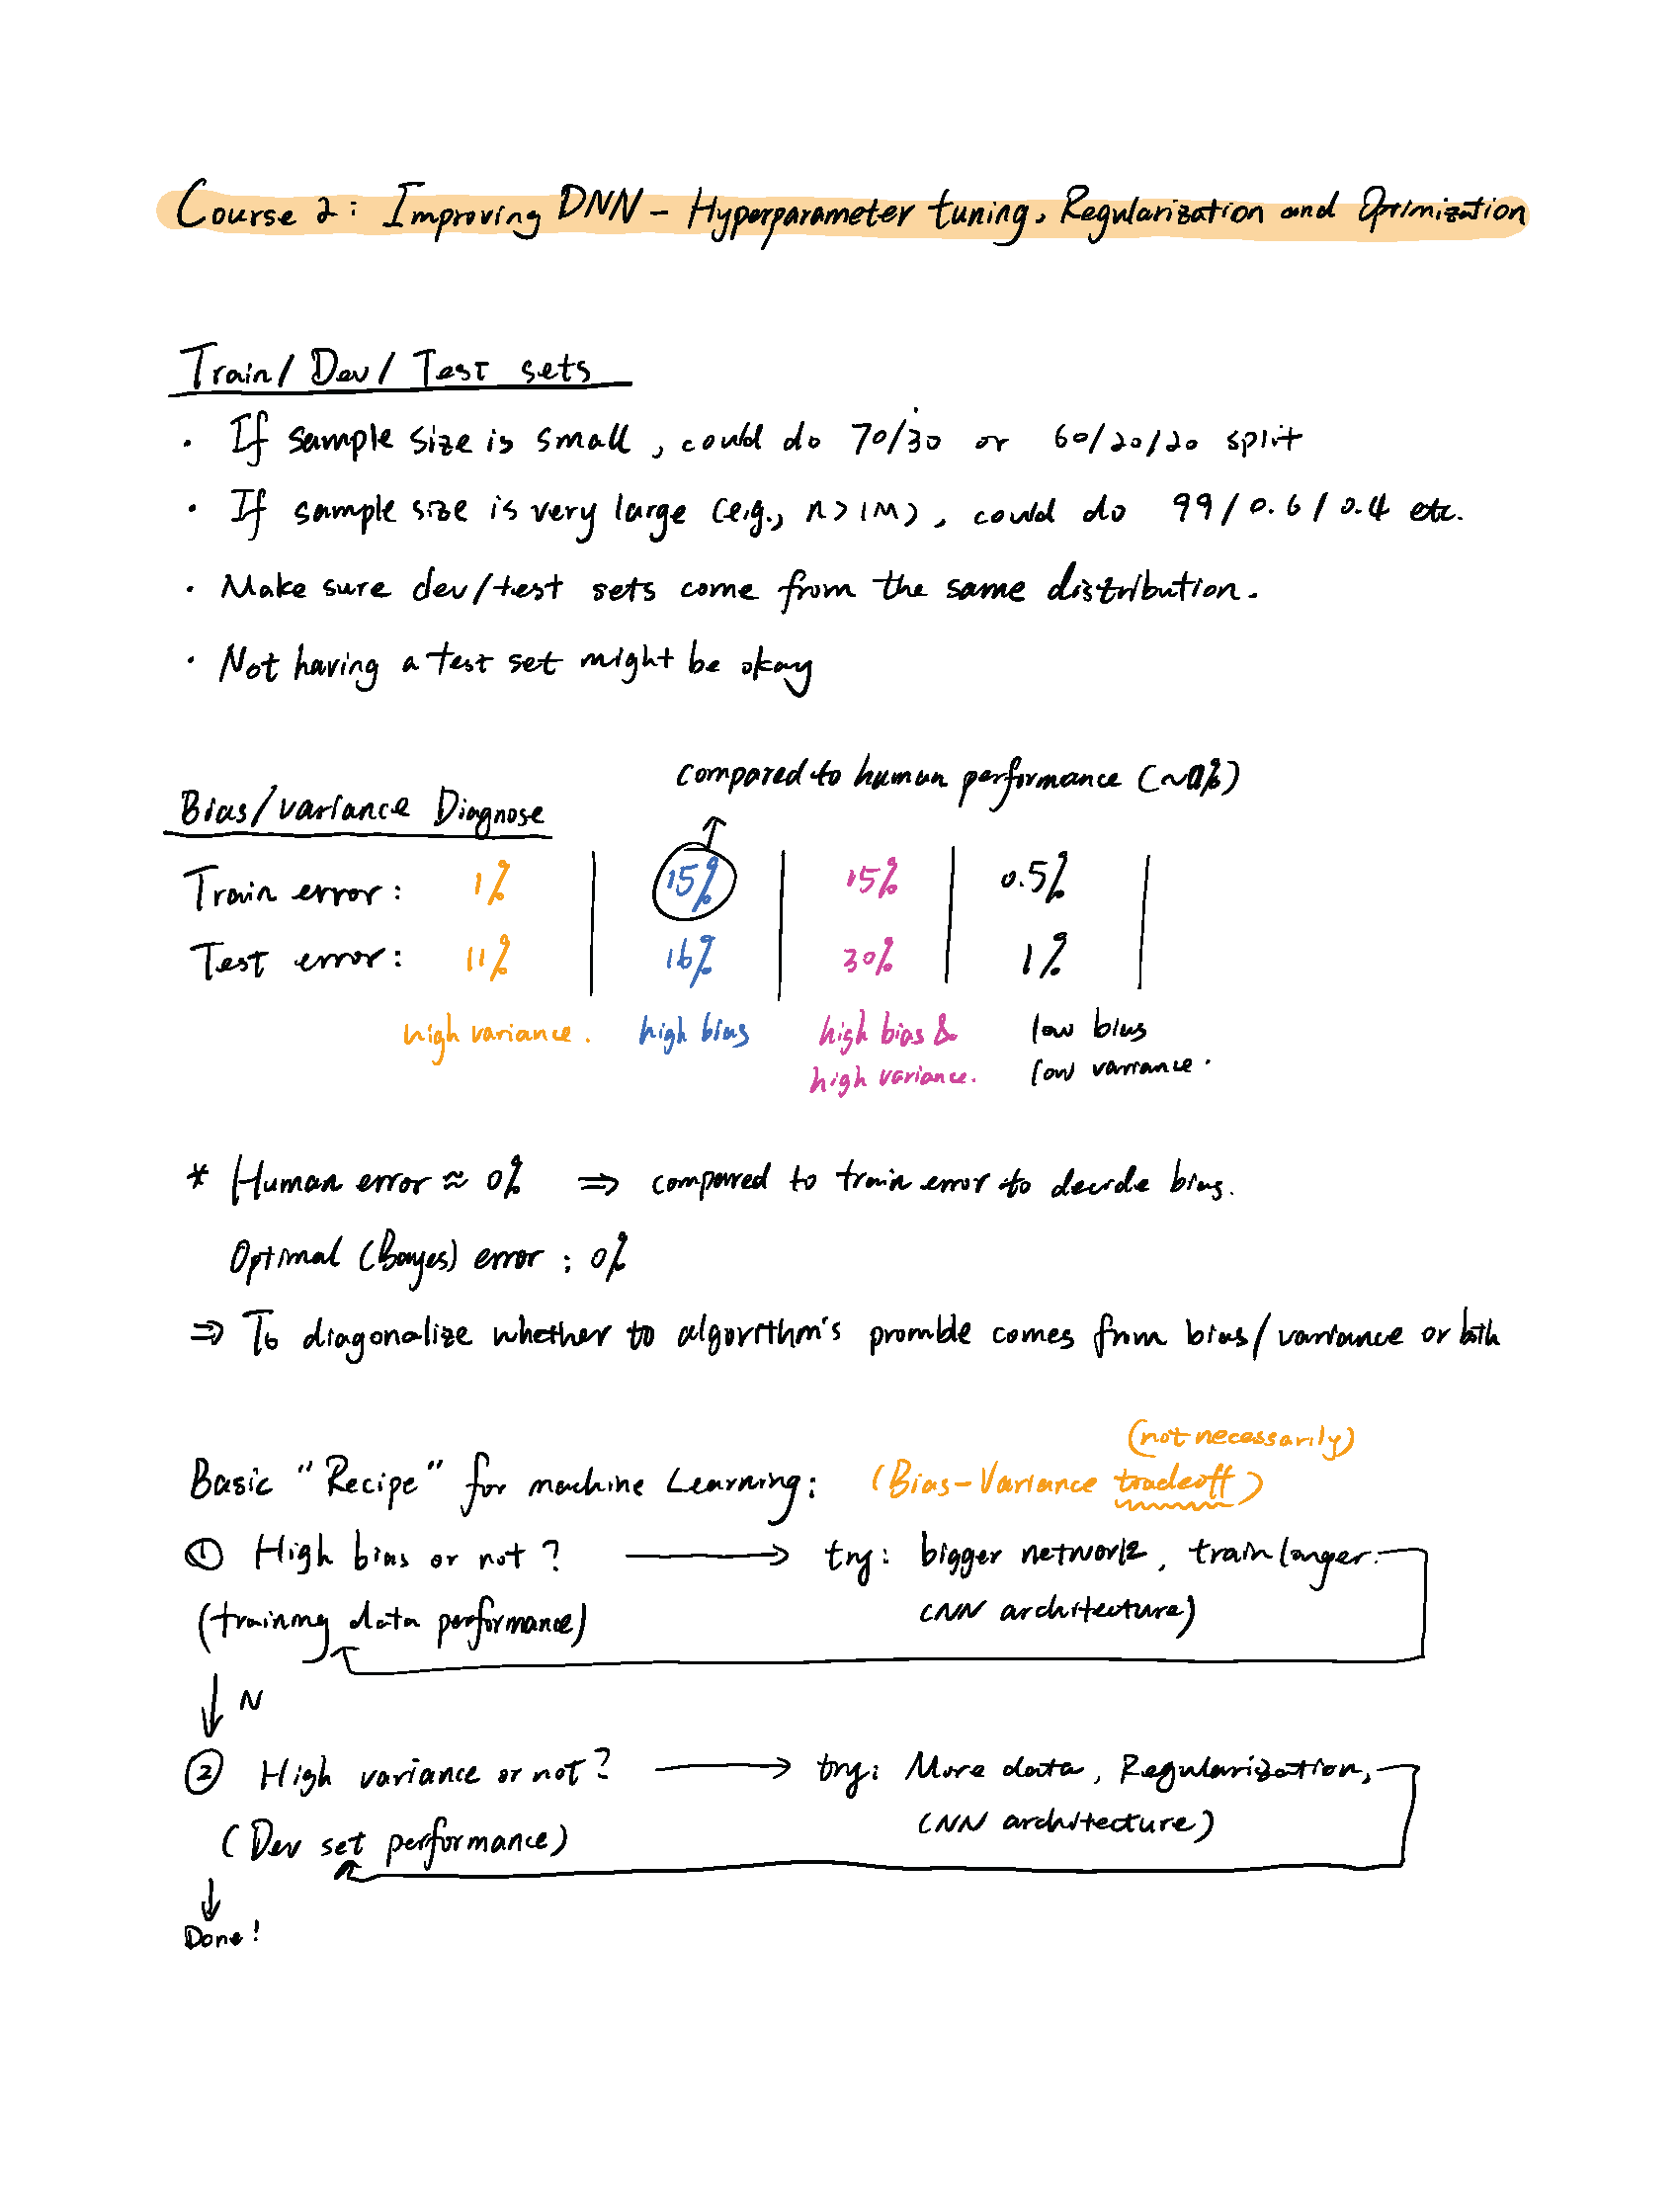 Course 2: Improving DNN - Hyperparameter tuning, Regularization and Optimization
Train/Dev/Test sets
· If sample size is small, could do 70/30 or 60/20/20 split
· If sample size is very large (e.g., n>1M), could do 99/0.6/0.4 etc.
· Make sure dev/test sets come from the same distribution.
· Not having a test set might be okay
compared to human performance (~0%)
Bias/variance Diagnose
Train error: 1% 15% 15% 0.5%
Test error: 11% 16% 30% 1%
high variance. high bias high bias & low bias
high variance. low variance.
* Human error ≈ 0% ⇒ compared to train error to decide bias.
Optimal (Bayes) error: 0%
⇒ To diagonalize whether to algorithm's promble comes from bias/variance or both
(not necessarily)
Basic "Recipe" for machine Learning: (Bias-Variance tradeoff)
① High bias or not? → try: bigger network, train longer.
(training data performance) (NN architecture)
↓ N
② High variance or not? → try: More data, Regularization,
(Dev set performance) (NN architecture)
↓
Done!